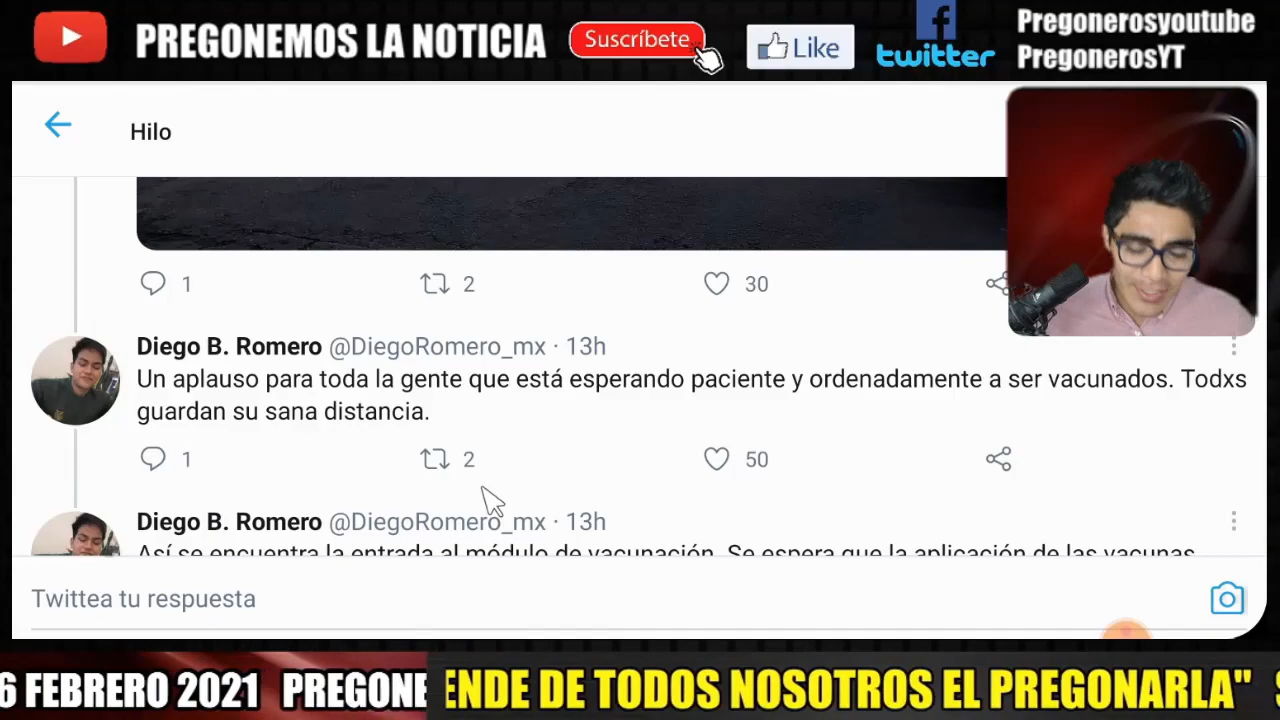 PREGONEMOS LA NOTICIA
Suscríbete
Like
twitter
Pregonerosyoutube
PregonerosYT
Hilo
1 2 30
Diego B. Romero @DiegoRomero_mx · 13h
Un aplauso para toda la gente que está esperando paciente y ordenadamente a ser vacunados. Todxs
guardan su sana distancia.
1 2 50
Diego B. Romero @DiegoRomero_mx · 13h
Así se encuentra la entrada al módulo de vacunación. Se espera que la aplicación de las vacunas
Twittea tu respuesta
6 FEBRERO 2021 PREGONE
ENDE DE TODOS NOSOTROS EL PREGONARLA"